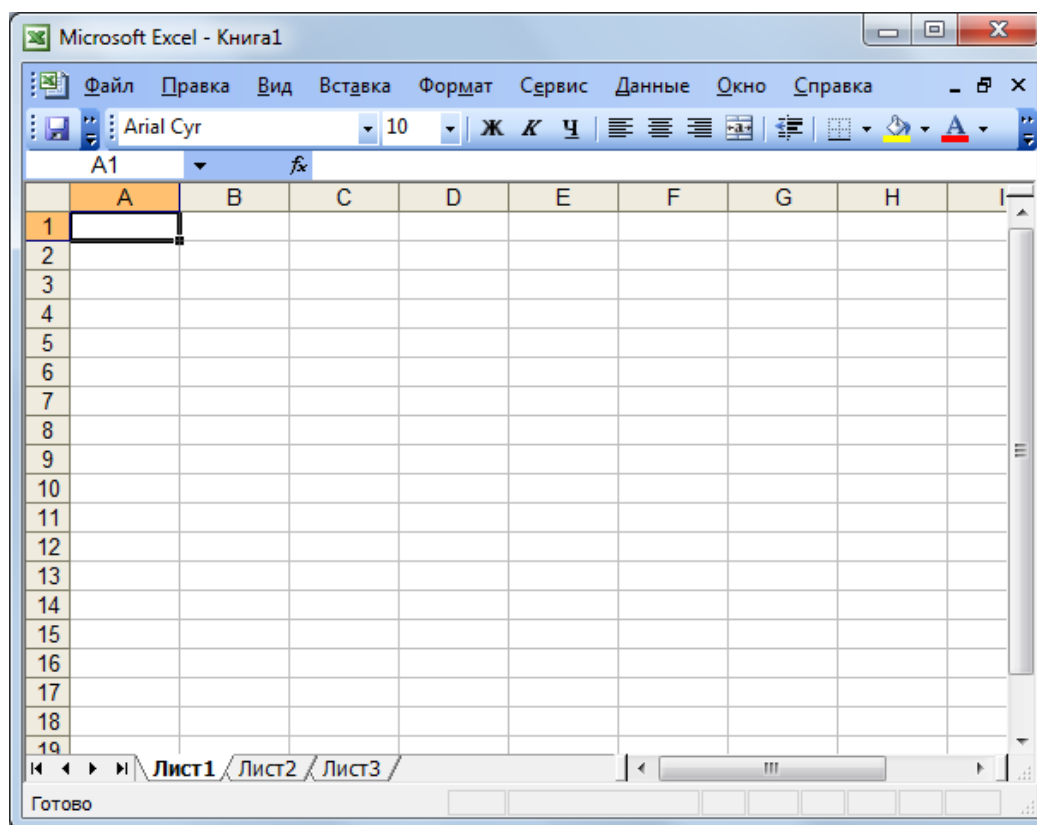 Microsoft Excel - Книга1
Файл Правка Вид Вставка Формат Сервис Данные Окно Справка
Arial Cyr 10 Ж К Ч А
A1 fx
A B C D E F G H I
1
2
3
4
5
6
7
8
9
10
11
12
13
14
15
16
17
18
19
Лист1 Лист2 Лист3
Готово